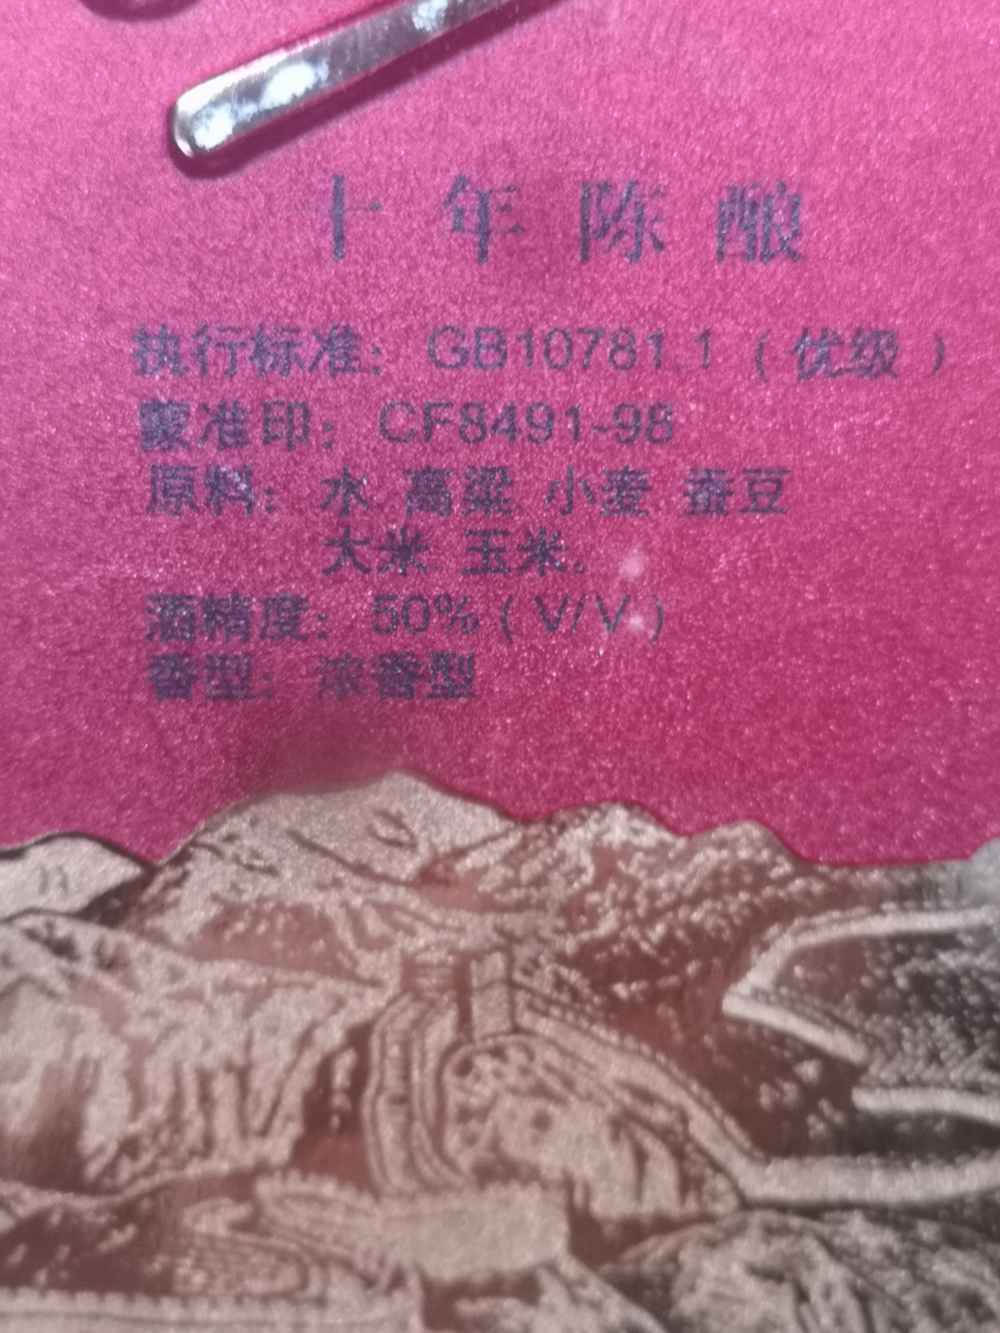 十年陈酿
执行标准：GB10781.1（优级）
蒙准印：CF8491-98
原料：水 高粱 小麦 蚕豆
大米 玉米。
酒精度：50%（V/V）
香型：浓香型